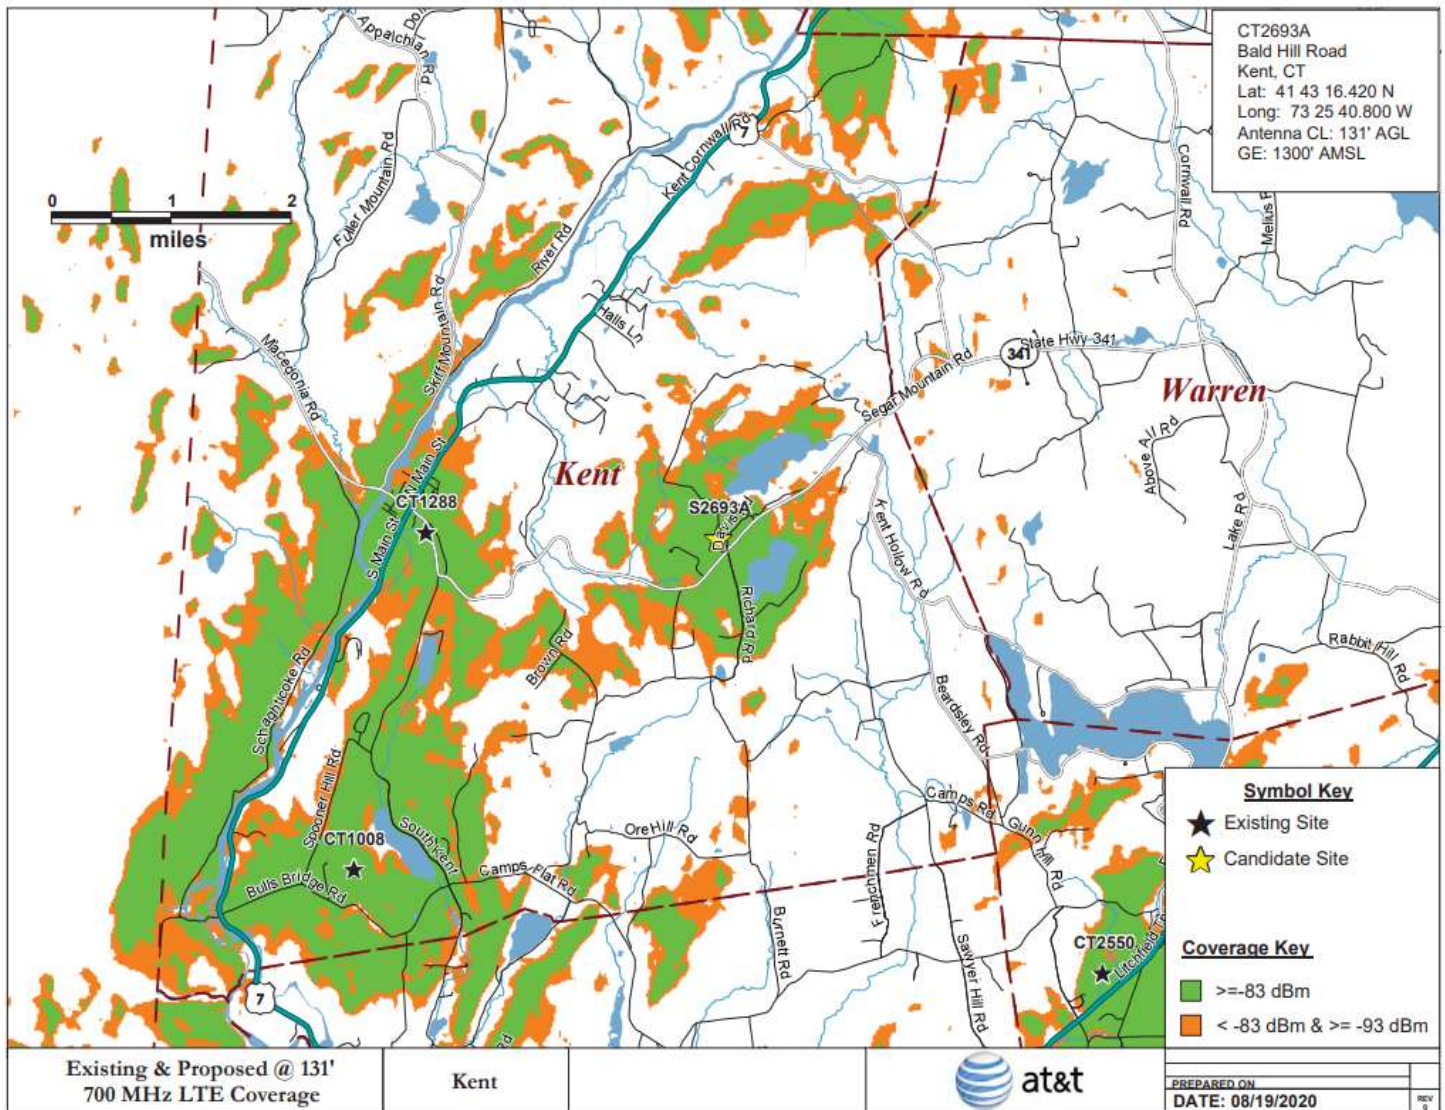 CT2693A
Bald Hill Road
Kent, CT
Lat: 41 43 16.420 N
Long: 73 25 40.800 W
Antenna CL: 131' AGL
GE: 1300' AMSL
Appalchian Rd
Fuller Mountain Rd
0 1 2
miles
Kent Cornwall Rd
7
Cornwall Rd
River Rd
Skiff Mountain Rd
Halls Ln
Macedonia Rd
341
State Hwy 341
Segar Mountain Rd
Warren
Above All Rd
Kent
N Main St
CT1288
S Main St
S2693A
Richard Rd
Kent Hollow Rd
Lake Rd
Rabbit Hill Rd
Brown Rd
Schaghticoke Rd
Beardsley Rd
Spooner Hill Rd
CT1008
South Kent
Bulls Bridge Rd
Camps Flat Rd
Ore Hill Rd
Camps Rd
Gunn Hill Rd
Frenchmen Rd
Burnett Rd
Sawyer Hill Rd
CT2550
7
Rd
Symbol Key
Existing Site
Candidate Site
Coverage Key
>=-83 dBm
< -83 dBm & >= -93 dBm
Existing & Proposed @ 131'
700 MHz LTE Coverage
Kent
at&t
PREPARED ON
DATE: 08/19/2020
REV
0